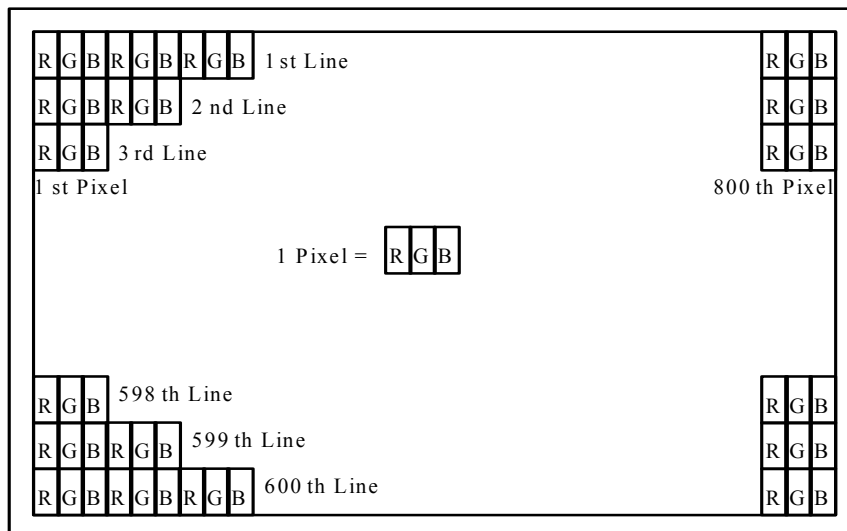 R G B R G B R G B 1 st Line R G B
R G B R G B 2 nd Line R G B
R G B 3 rd Line R G B
1 st Pixel 800 th Pixel
1 Pixel = R G B
R G B 598 th Line R G B
R G B R G B 599 th Line R G B
R G B R G B R G B 600 th Line R G B